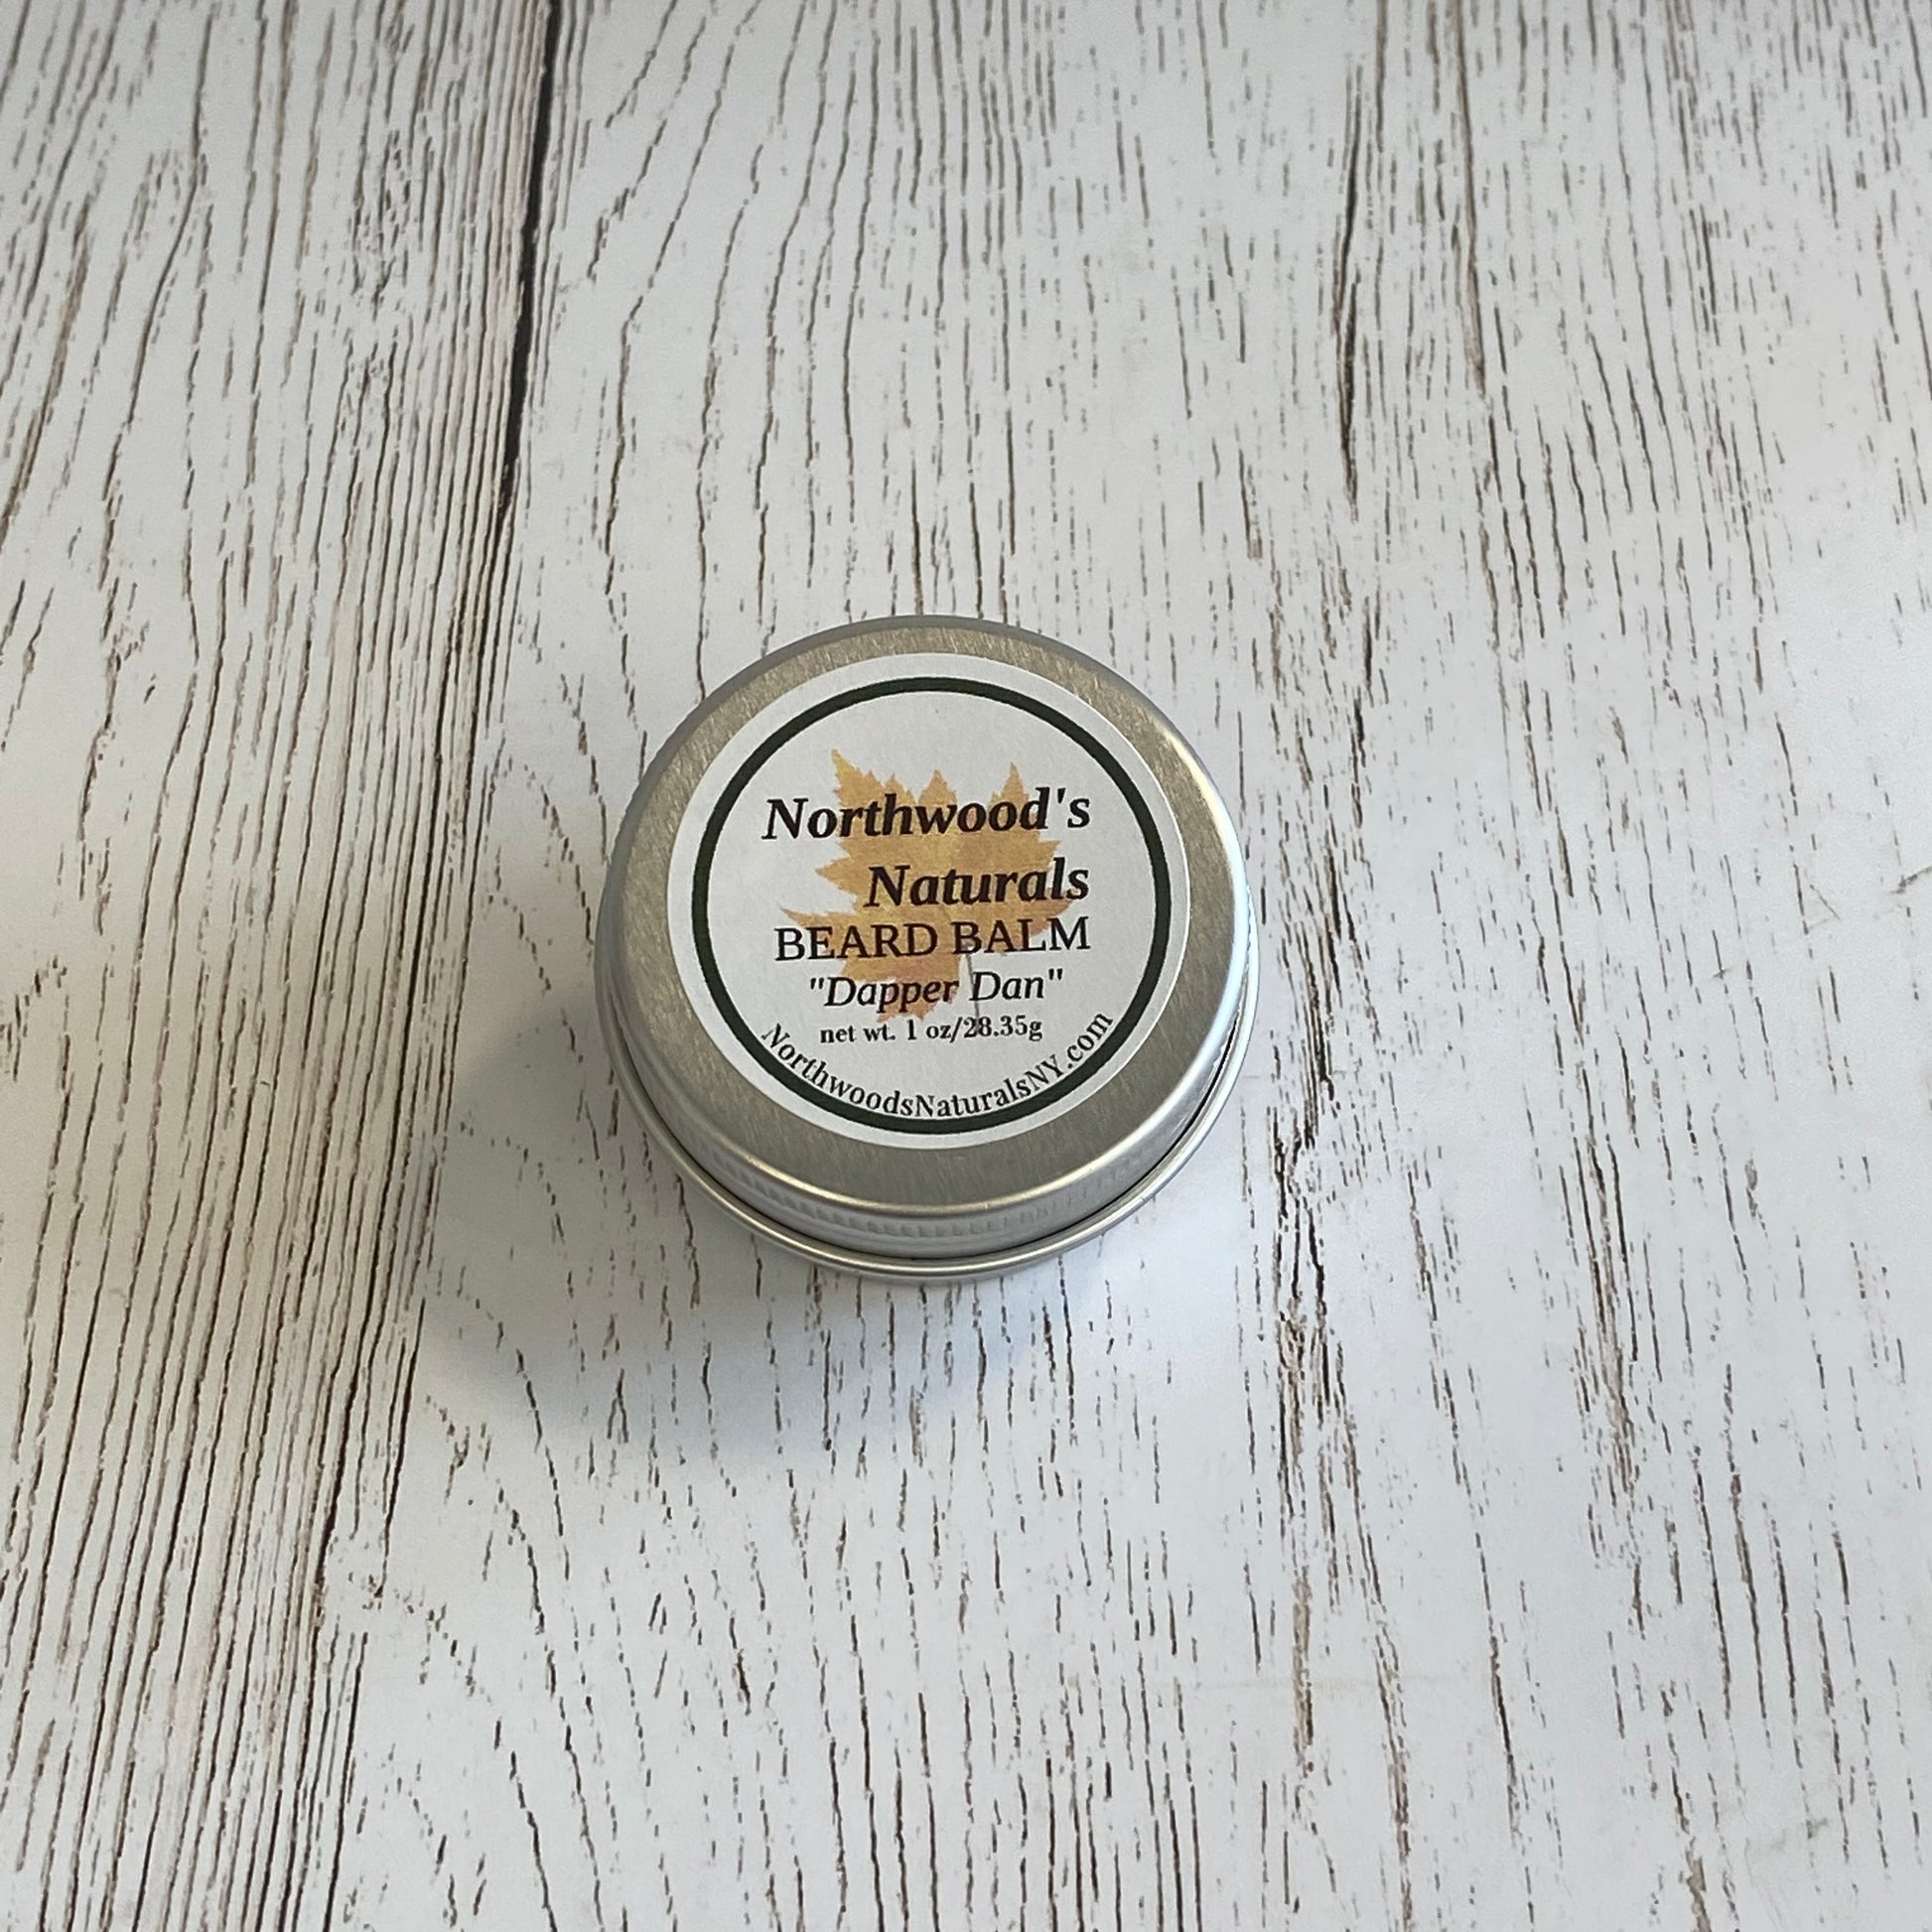 Northwood's
Naturals
BEARD BALM
"Dapper Dan"
net wt. 1 oz/28.35g
NorthwoodsNaturalsNY.com